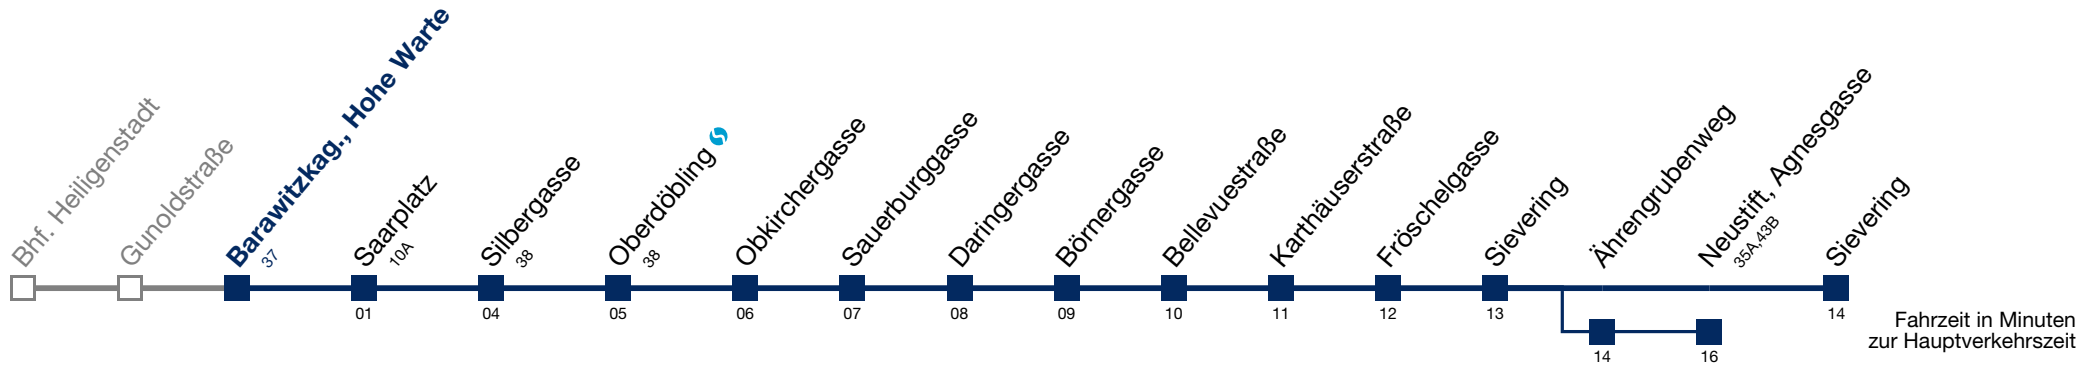 Bhf. Heiligenstadt
Gunoldstraße
Barawitzkag., Hohe Warte
37
Saarplatz
10A
Silbergasse
38
Oberdöbling
38
Obkirchergasse
Sauerburggasse
Daringergasse
Börnergasse
Bellevuestraße
Karthäuserstraße
Fröschelgasse
Sievering
Ährengrubenweg
Neustift, Agnesgasse
35A,43B
Sievering
01
04
05
06
07
08
09
10
11
12
13
14
14
16
Fahrzeit in Minuten
zur Hauptverkehrszeit